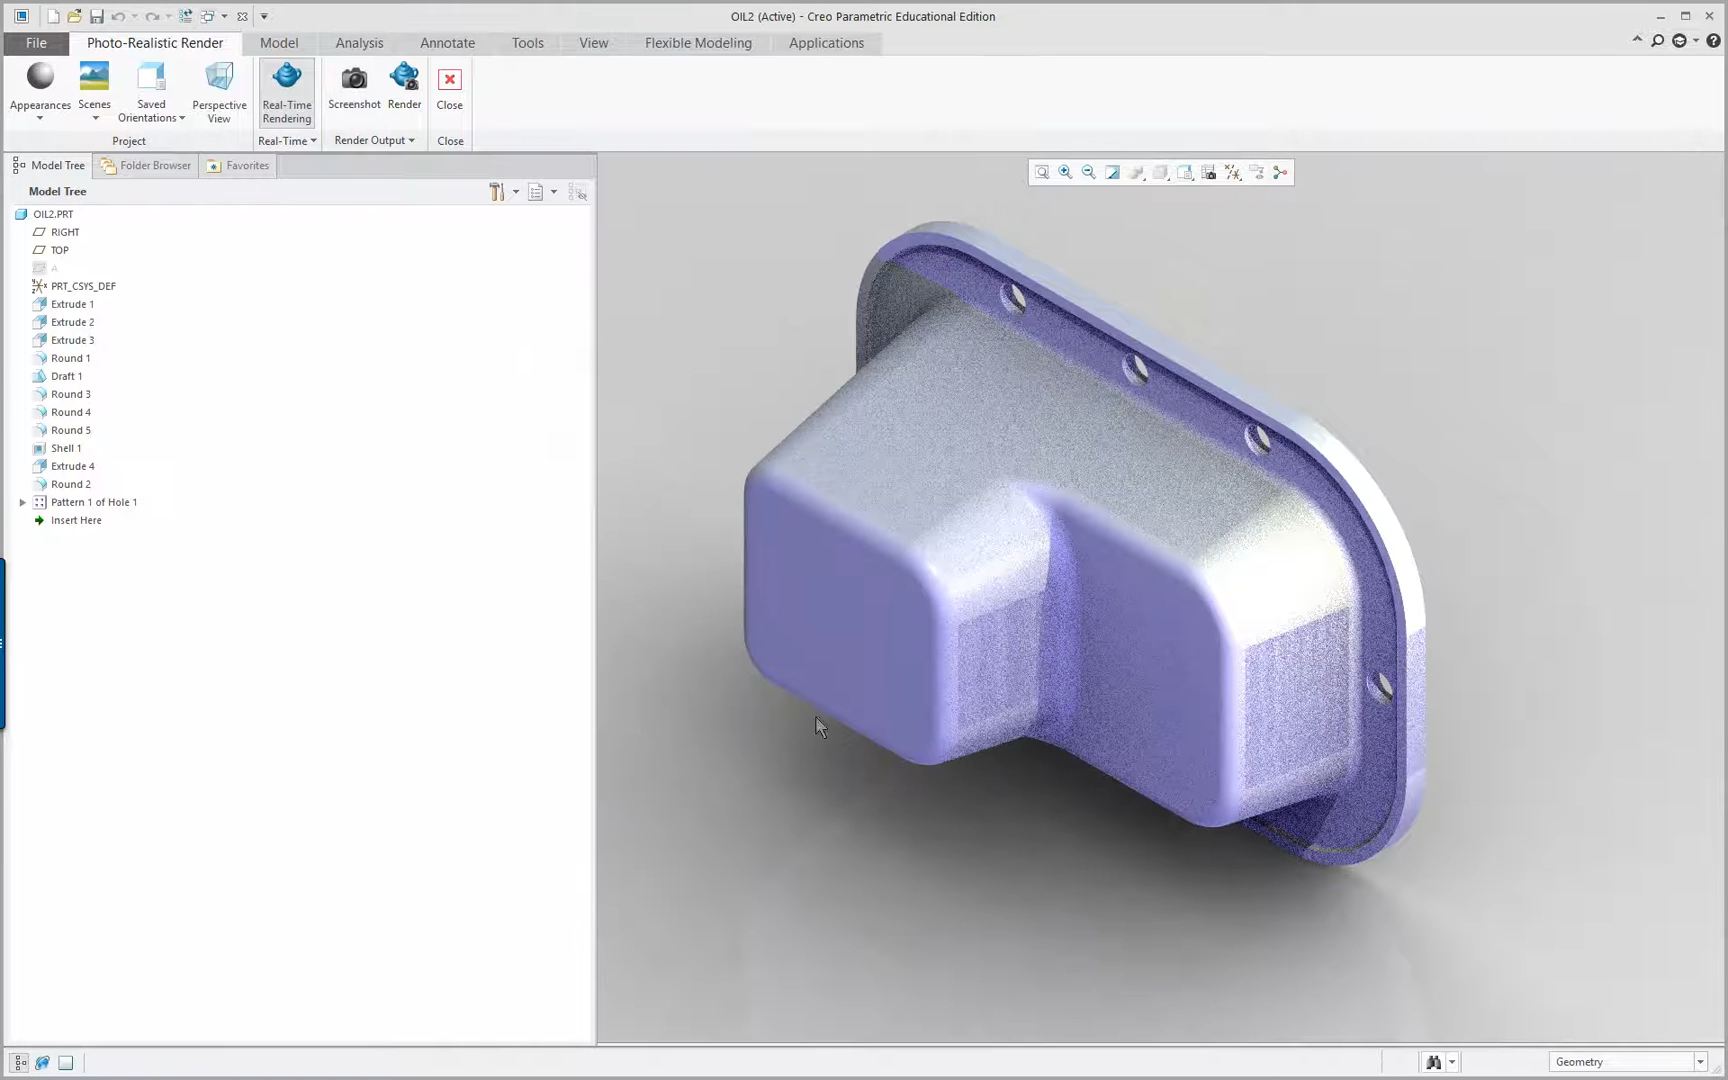 OIL2 (Active) - Creo Parametric Educational Edition
File Photo-Realistic Render Model Analysis Annotate Tools View Flexible Modeling Applications
Appearances Scenes Saved Orientations Perspective View Real-Time Rendering Screenshot Render Close
Project Real-Time Render Output Close
Model Tree Folder Browser Favorites
Model Tree
OIL2.PRT
RIGHT
TOP
A
PRT_CSYS_DEF
Extrude 1
Extrude 2
Extrude 3
Round 1
Draft 1
Round 3
Round 4
Round 5
Shell 1
Extrude 4
Round 2
Pattern 1 of Hole 1
Insert Here
Geometry